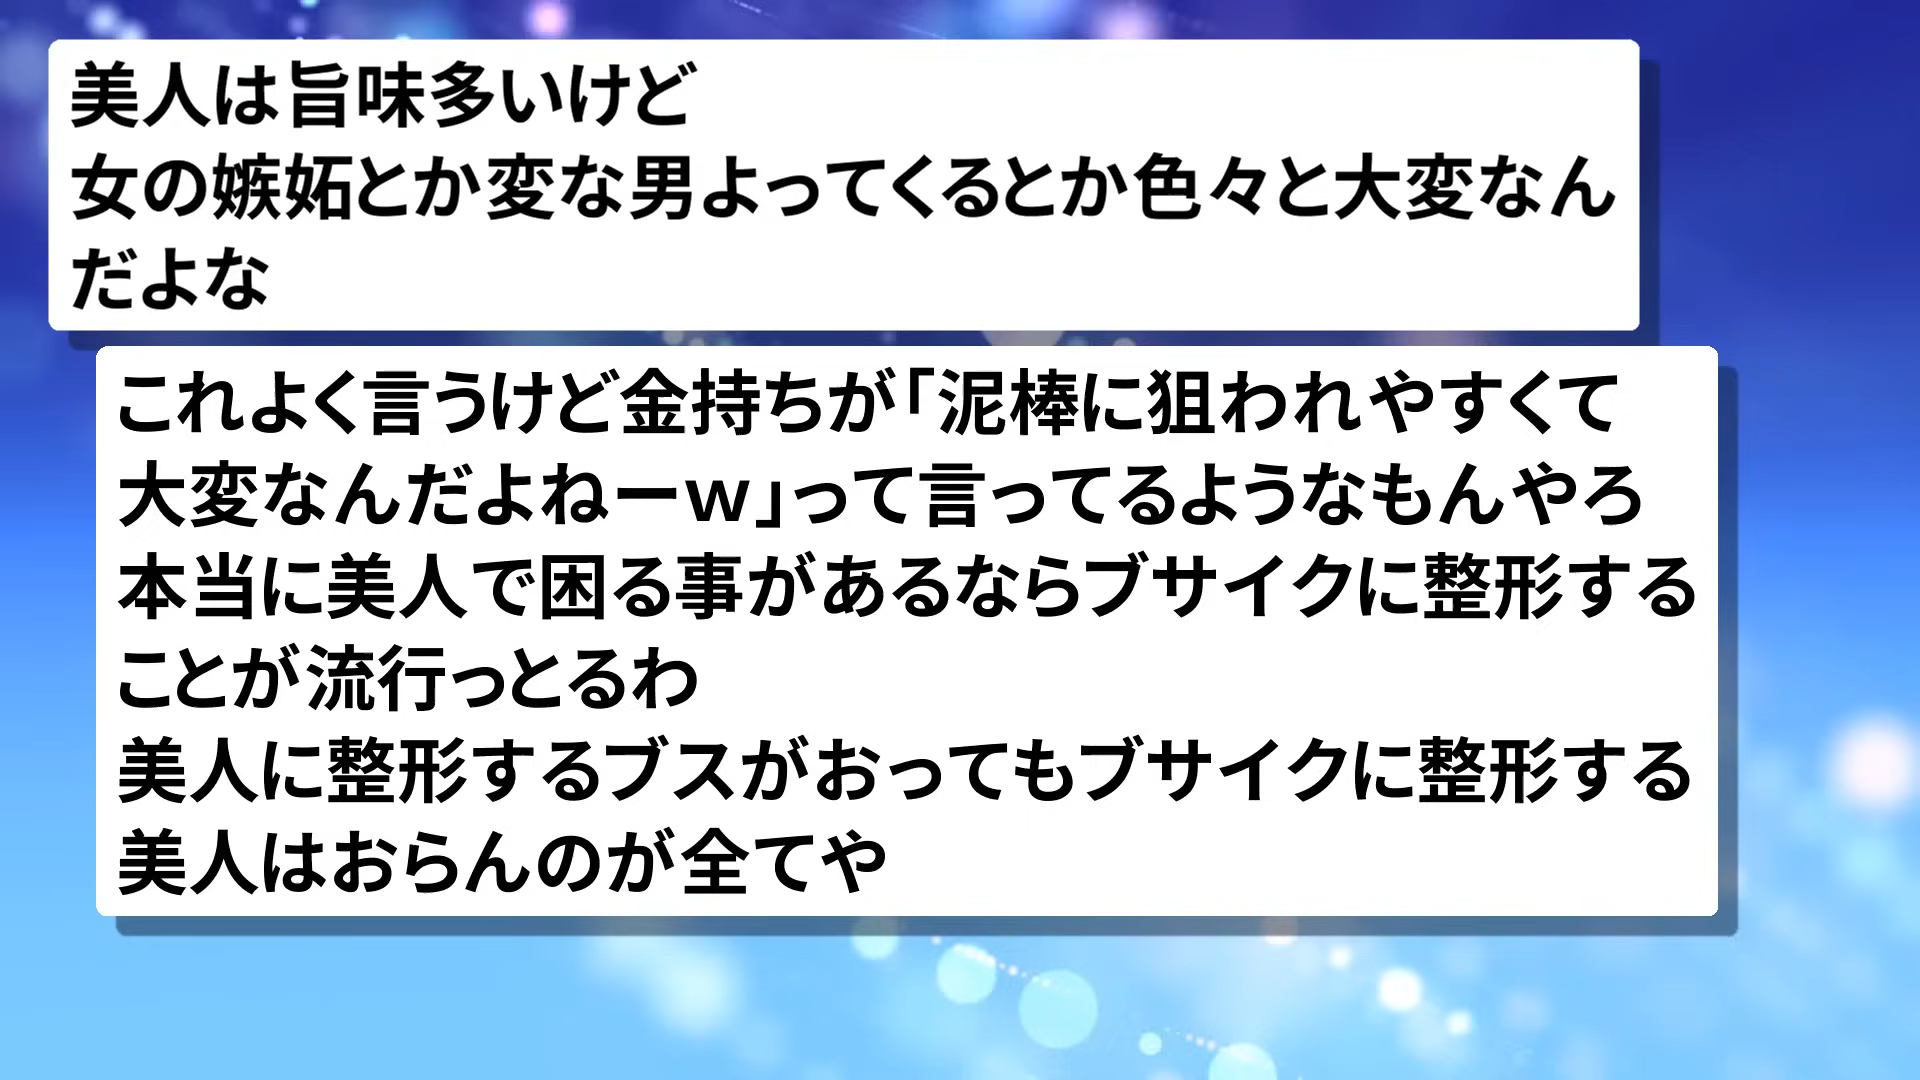 美人は旨味多いけど
女の嫉妬とか変な男よってくるとか色々と大変なん
だよな
これよく言うけど金持ちが「泥棒に狙われやすくて
大変なんだよねーｗ」って言ってるようなもんやろ
本当に美人で困る事があるならブサイクに整形する
ことが流行っとるわ
美人に整形するブスがおってもブサイクに整形する
美人はおらんのが全てや